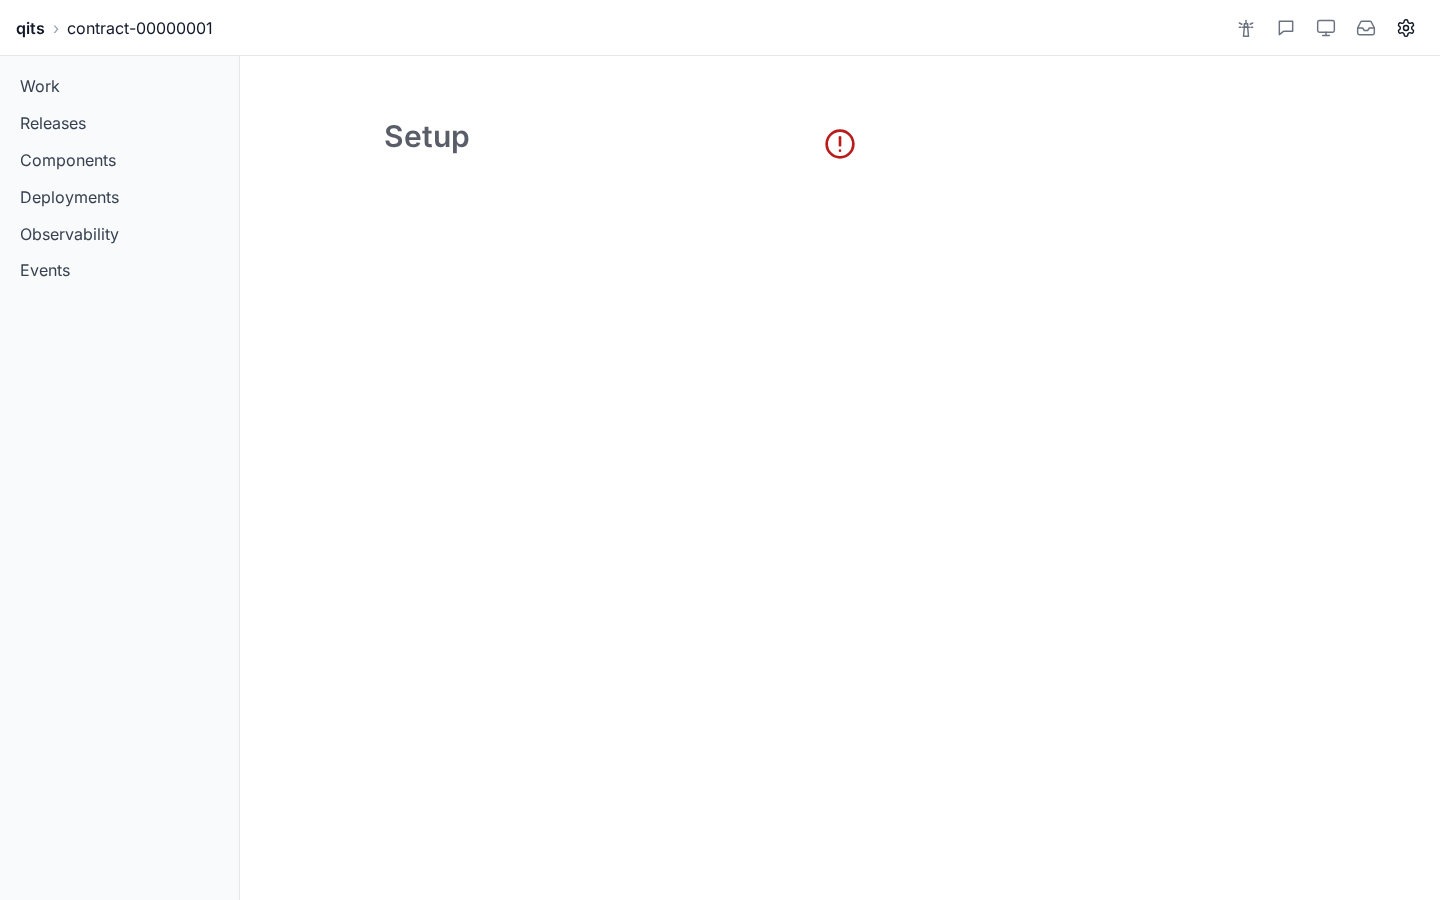 qits › contract-00000001
Work
Releases
Components
Deployments
Observability
Events
Setup